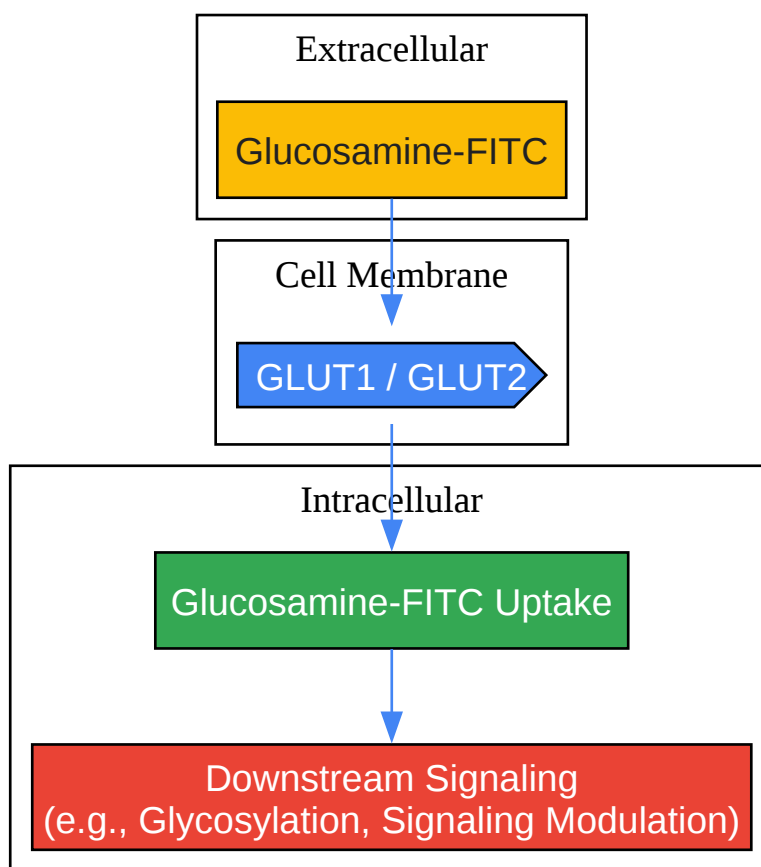 Extracellular
Glucosamine-FITC
Cell Membrane
GLUT1 / GLUT2
Intracellular
Glucosamine-FITC Uptake
Downstream Signaling
(e.g., Glycosylation, Signaling Modulation)